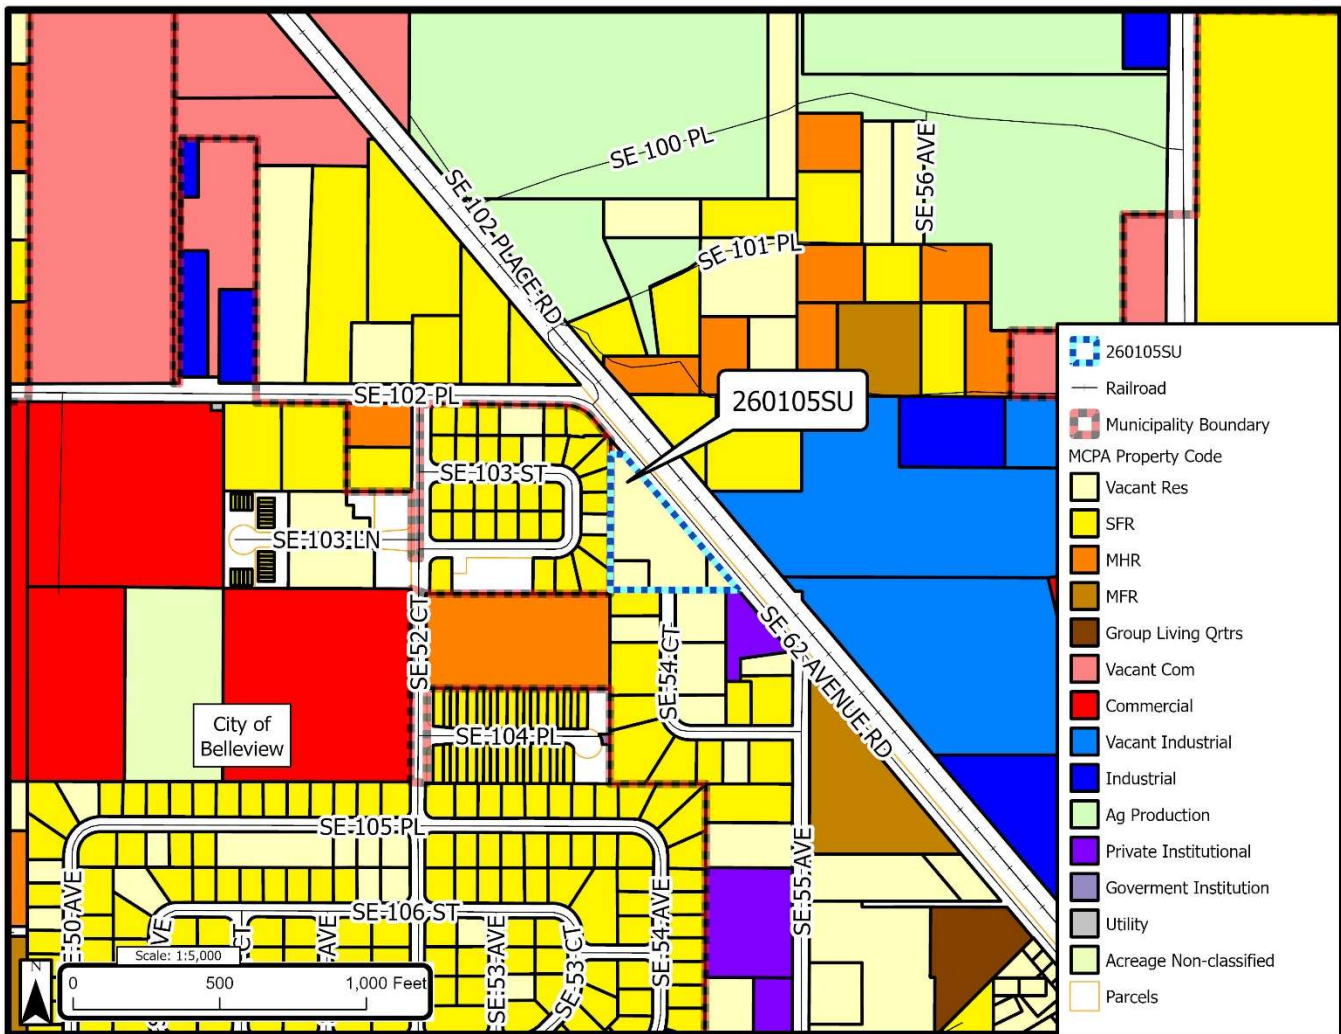 SE 100 PL
SE 56 AVE
SE 102 PLACE RD
SE 101 PL
SE 102 PL
260105SU
SE 103 ST
SE 103 LN
SE 52 CT
SE 54 CT
SE 62 AVENUE RD
City of
Belleview
SE 104 PL
SE 105 PL
SE 55 AVE
SE 50 AVE
SE 106 ST
AVE
CT
AVE
SE 53 AVE
SE 53 CT
SE 54 AVE
Scale: 1:5,000
N
0 500 1,000 Feet
260105SU
Railroad
Municipality Boundary
MCPA Property Code
Vacant Res
SFR
MHR
MFR
Group Living Qrtrs
Vacant Com
Commercial
Vacant Industrial
Industrial
Ag Production
Private Institutional
Goverment Institution
Utility
Acreage Non-classified
Parcels